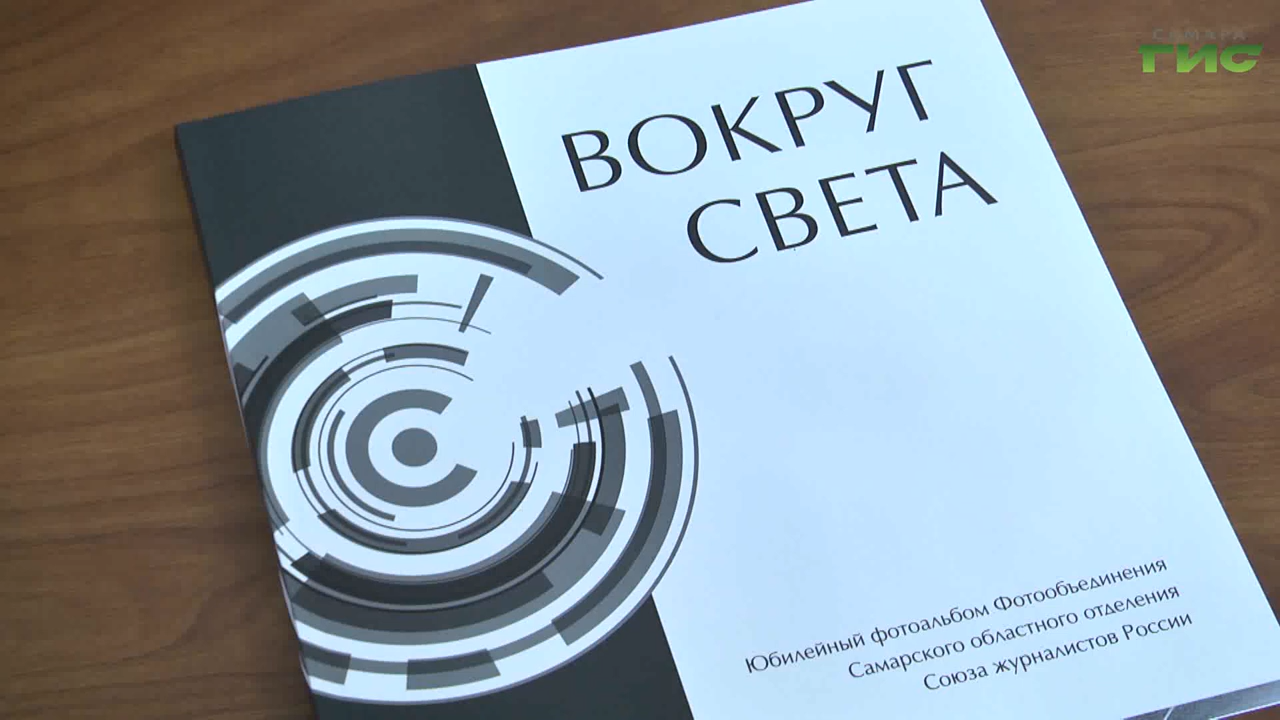 САМАРА
ГИС
ВОКРУГ
СВЕТА
Юбилейный фотоальбом Фотообъединения
Самарского областного отделения
Союза журналистов России